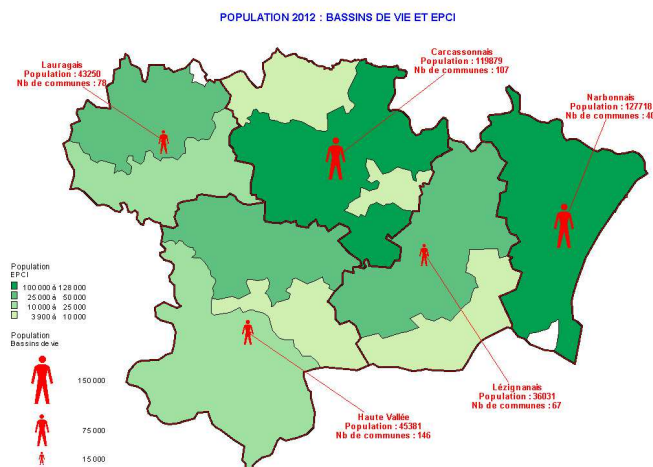 POPULATION 2012 : BASSINS DE VIE ET EPCI
Lauragais
Population : 43250
Nb de communes : 78
Carcassonnais
Population : 119879
Nb de communes : 107
Narbonnais
Population : 127718
Nb de communes : 40
Population
EPCI
100 000 à 128 000
25 000 à 50 000
10 000 à 25 000
3 900 à 10 000
Population
Bassins de vie
150 000
75 000
15 000
Haute Vallée
Population : 45381
Nb de communes : 146
Lézignanais
Population : 36031
Nb de communes : 67